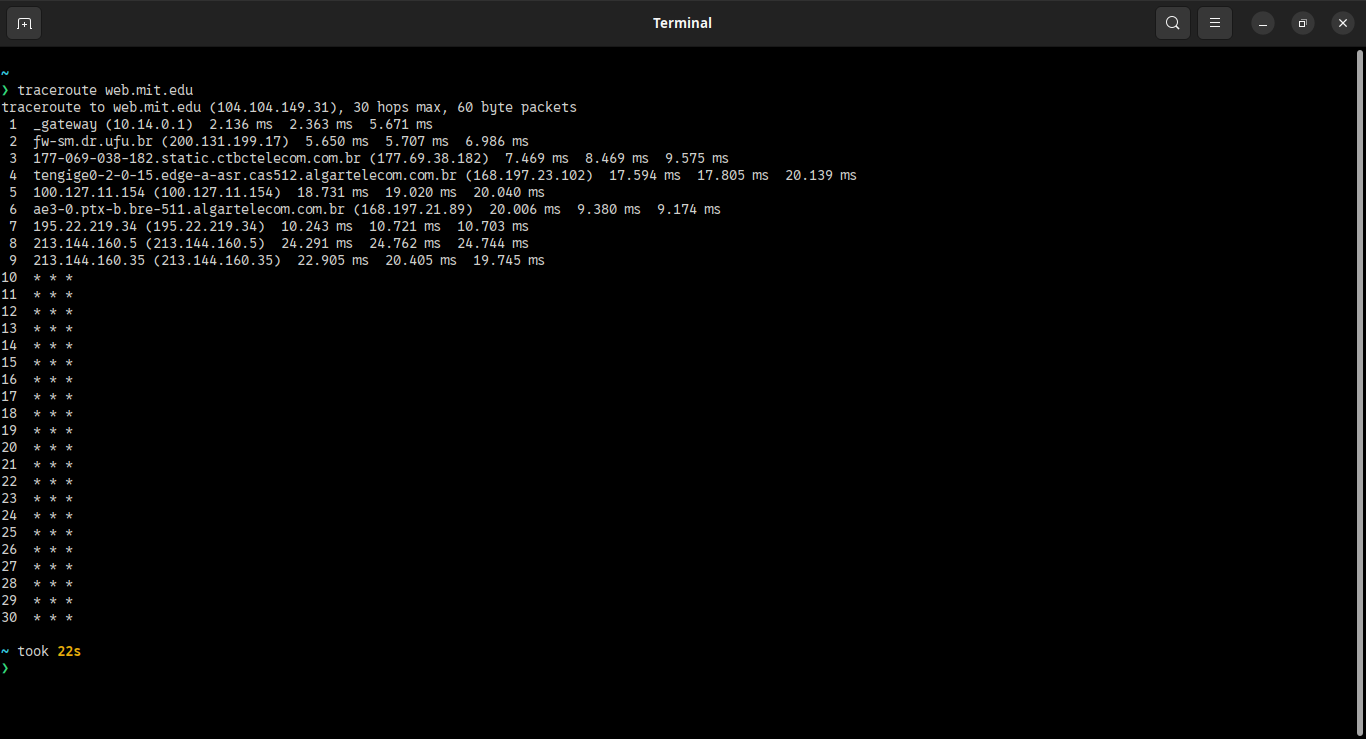 Terminal
~
❯ traceroute web.mit.edu
traceroute to web.mit.edu (104.104.149.31), 30 hops max, 60 byte packets
 1  _gateway (10.14.0.1)  2.136 ms  2.363 ms  5.671 ms
 2  fw-sm.dr.ufu.br (200.131.199.17)  5.650 ms  5.707 ms  6.986 ms
 3  177-069-038-182.static.ctbctelecom.com.br (177.69.38.182)  7.469 ms  8.469 ms  9.575 ms
 4  tengige0-2-0-15.edge-a-asr.cas512.algartelecom.com.br (168.197.23.102)  17.594 ms  17.805 ms  20.139 ms
 5  100.127.11.154 (100.127.11.154)  18.731 ms  19.020 ms  20.040 ms
 6  ae3-0.ptx-b.bre-511.algartelecom.com.br (168.197.21.89)  20.006 ms  9.380 ms  9.174 ms
 7  195.22.219.34 (195.22.219.34)  10.243 ms  10.721 ms  10.703 ms
 8  213.144.160.5 (213.144.160.5)  24.291 ms  24.762 ms  24.744 ms
 9  213.144.160.35 (213.144.160.35)  22.905 ms  20.405 ms  19.745 ms
10  * * *
11  * * *
12  * * *
13  * * *
14  * * *
15  * * *
16  * * *
17  * * *
18  * * *
19  * * *
20  * * *
21  * * *
22  * * *
23  * * *
24  * * *
25  * * *
26  * * *
27  * * *
28  * * *
29  * * *
30  * * *
~ took 22s
❯